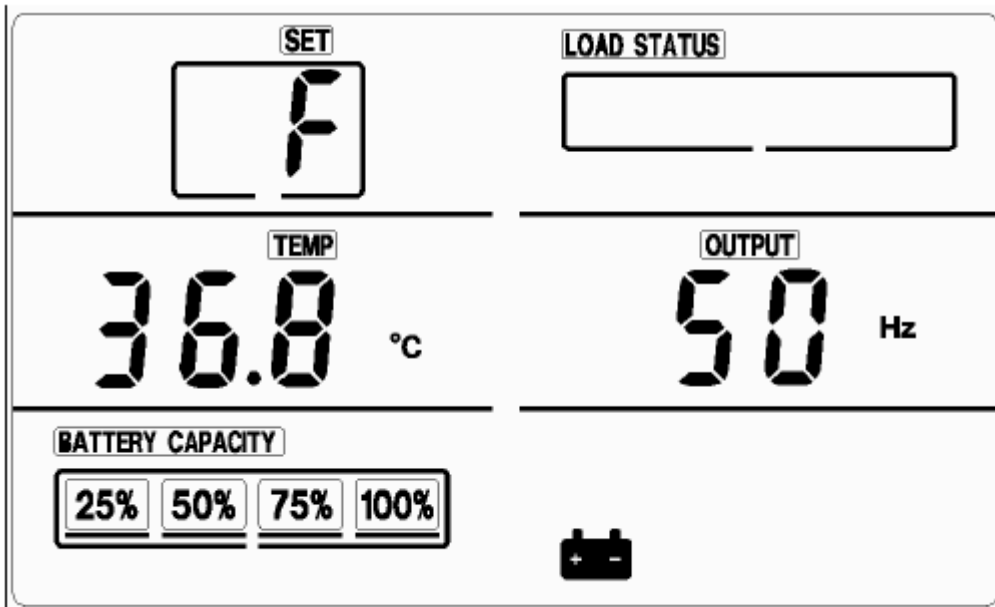 SET
F
LOAD STATUS
TEMP
36.8 °C
OUTPUT
50 Hz
BATTERY CAPACITY
25% 50% 75% 100%
+ -